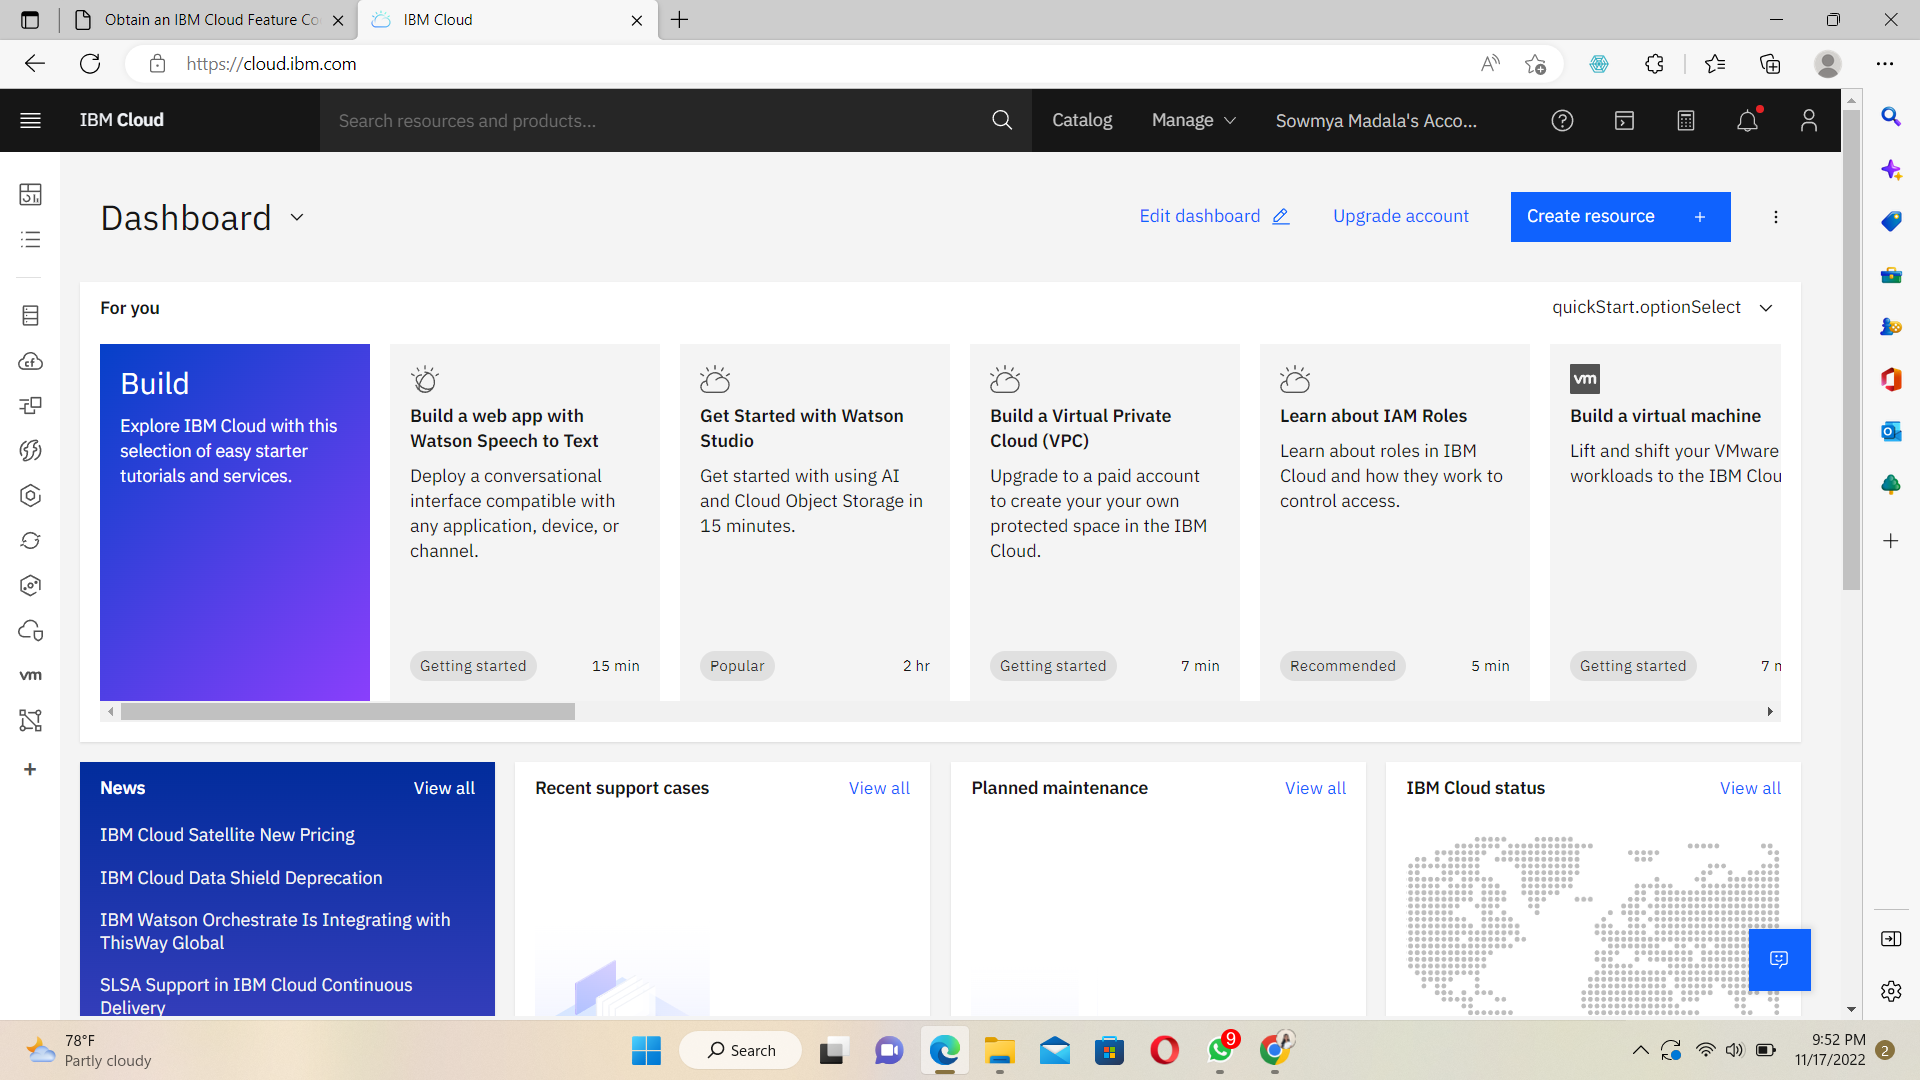 Obtain an IBM Cloud Feature Co
IBM Cloud
https://cloud.ibm.com
IBM Cloud
Search resources and products...
Catalog
Manage
Sowmya Madala's Acco...
Dashboard
Edit dashboard
Upgrade account
Create resource +
For you
quickStart.optionSelect
Build
Explore IBM Cloud with this
selection of easy starter
tutorials and services.
Build a web app with
Watson Speech to Text
Deploy a conversational
interface compatible with
any application, device, or
channel.
Getting started
15 min
Get Started with Watson
Studio
Get started with using AI
and Cloud Object Storage in
15 minutes.
Popular
2 hr
Build a Virtual Private
Cloud (VPC)
Upgrade to a paid account
to create your your own
protected space in the IBM
Cloud.
Getting started
7 min
Learn about IAM Roles
Learn about roles in IBM
Cloud and how they work to
control access.
Recommended
5 min
vm
Build a virtual machine
Lift and shift your VMware
workloads to the IBM Clou
Getting started
7 m
vm
News
View all
IBM Cloud Satellite New Pricing
IBM Cloud Data Shield Deprecation
IBM Watson Orchestrate Is Integrating with
ThisWay Global
SLSA Support in IBM Cloud Continuous
Delivery
Recent support cases
View all
Planned maintenance
View all
IBM Cloud status
View all
78°F
Partly cloudy
Search
9
9:52 PM
11/17/2022
2